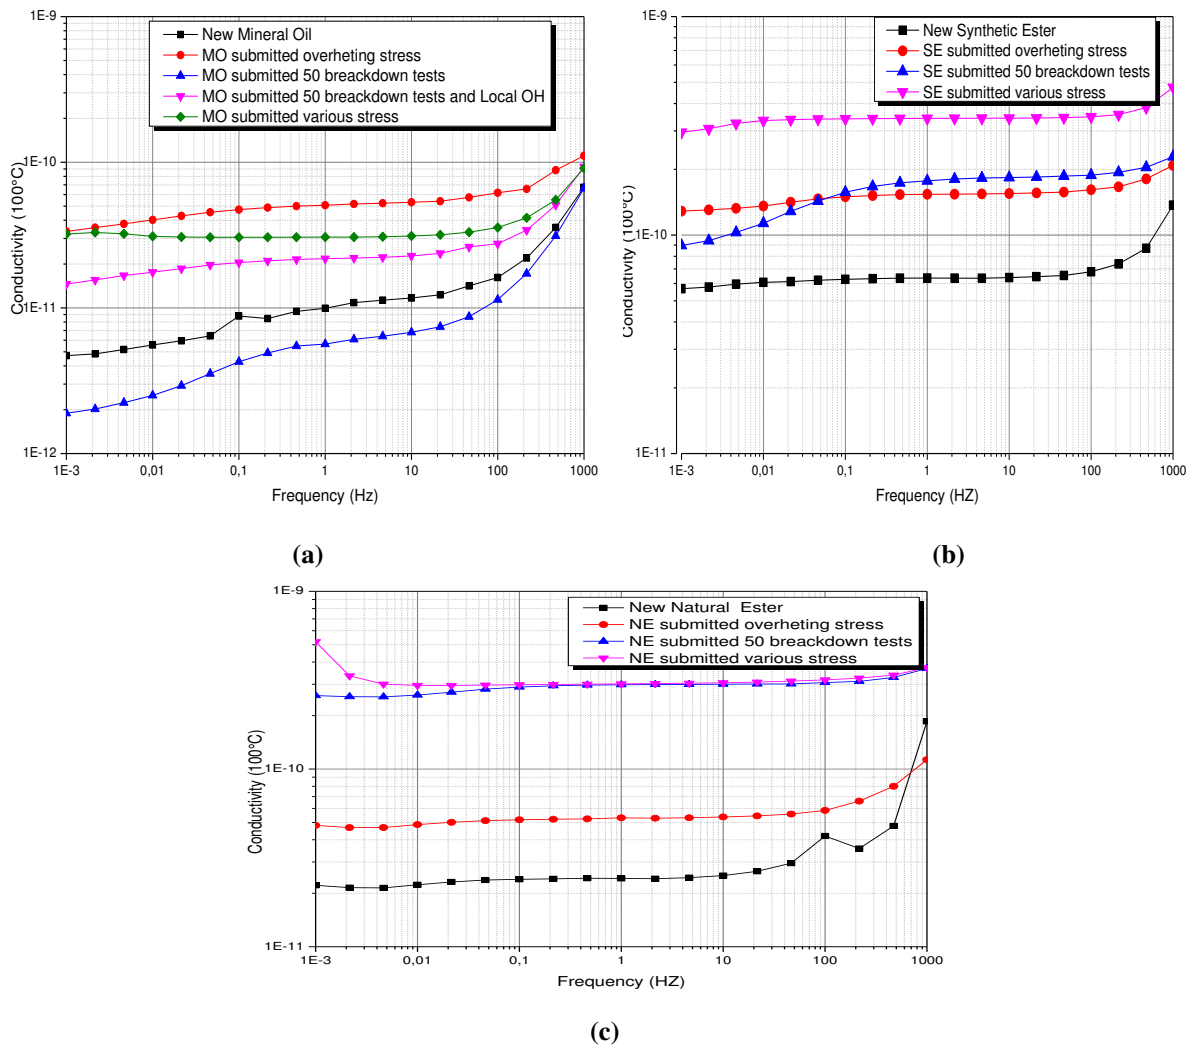 1E-9
New Mineral Oil
MO submitted overheting stress
MO submitted 50 breackdown tests
MO submitted 50 breackdown tests and Local OH
MO submitted various stress
1E-10
1E-11
1E-12
Conductivity (100°C)
1E-3 0,01 0,1 1 10 100 1000
Frequency (Hz)
(a)
1E-9
New Synthetic Ester
SE submitted overheting stress
SE submitted 50 breackdown tests
SE submitted various stress
1E-10
1E-11
Conductivity (100°C)
1E-3 0,01 0,1 1 10 100 1000
Frequency (HZ)
(b)
1E-9
New Natural Ester
NE submitted overheting stress
NE submitted 50 breackdown tests
NE submitted various stress
1E-10
1E-11
Conductivity (100°C)
1E-3 0,01 0,1 1 10 100 1000
Frequency (HZ)
(c)